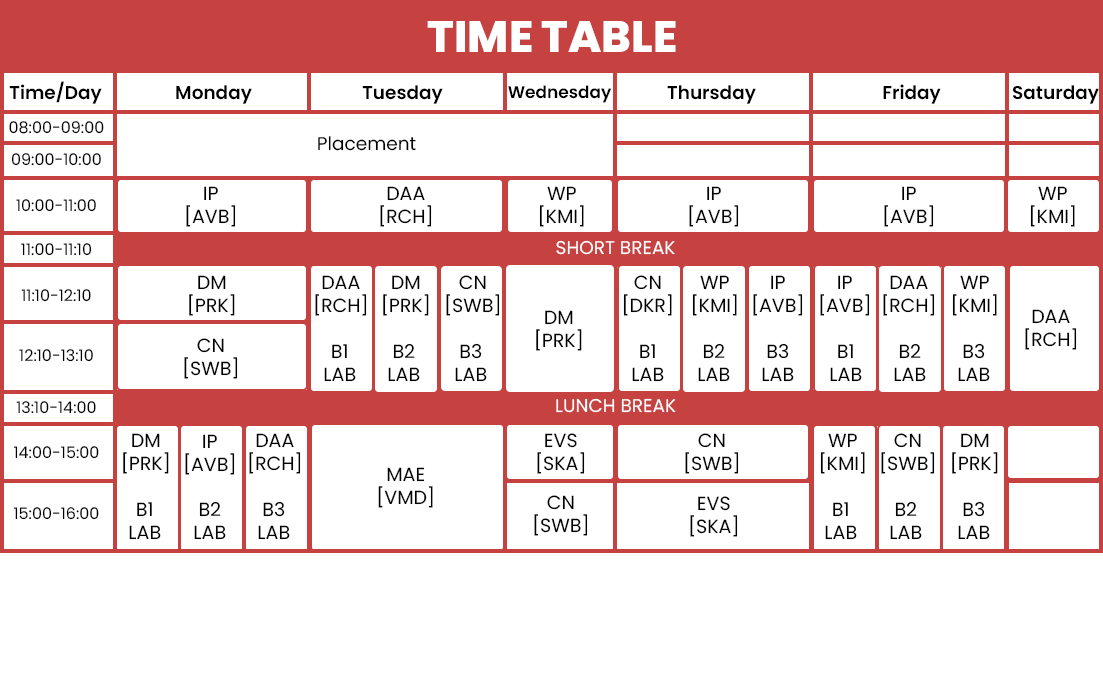 TIME TABLE
Time/Day Monday Tuesday Wednesday Thursday Friday Saturday
08:00-09:00
Placement
09:00-10:00
10:00-11:00
IP DAA WP IP IP WP
[AVB] [RCH] [KMI] [AVB] [AVB] [KMI]
11:00-11:10 SHORT BREAK
11:10-12:10
DM
[PRK]
DAA DM CN
[RCH] [PRK] [SWB]
B1 B2 B3
LAB LAB LAB
DM
[PRK]
CN WP IP
[DKR] [KMI] [AVB]
B1 B2 B3
LAB LAB LAB
IP DAA WP
[AVB] [RCH] [KMI]
B1 B2 B3
LAB LAB LAB
DAA
[RCH]
12:10-13:10
CN
[SWB]
13:10-14:00 LUNCH BREAK
14:00-15:00
DM IP DAA
[PRK] [AVB] [RCH]
B1 B2 B3
LAB LAB LAB
MAE
[VMD]
EVS
[SKA]
CN
[SWB]
WP CN DM
[KMI] [SWB] [PRK]
B1 B2 B3
LAB LAB LAB
15:00-16:00
CN
[SWB]
EVS
[SKA]